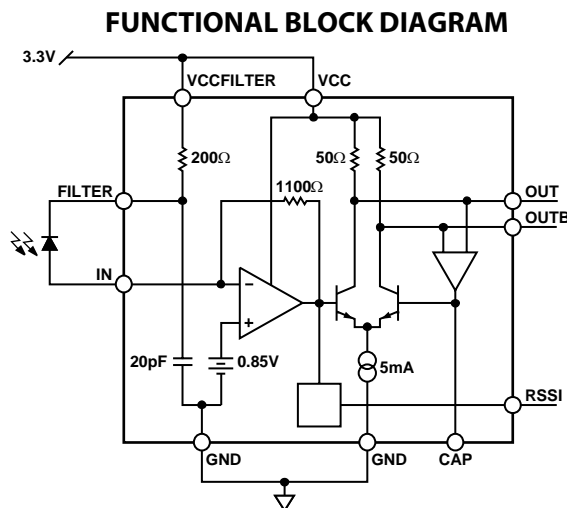 FUNCTIONAL BLOCK DIAGRAM
3.3V
VCCFILTER
VCC
200Ω
50Ω
50Ω
1100Ω
FILTER
OUT
OUTB
IN
20pF
0.85V
5mA
RSSI
GND
GND
CAP